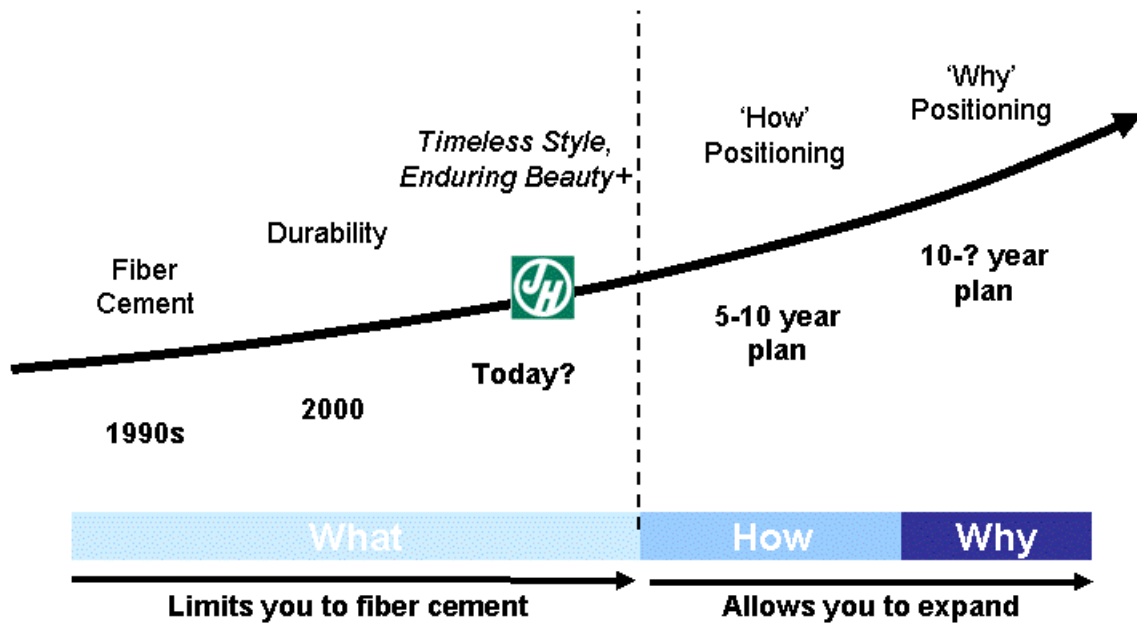 'Why'
Positioning
'How'
Positioning
Timeless Style,
Enduring Beauty+
Durability
Fiber
Cement
JH
10-? year
plan
5-10 year
plan
Today?
2000
1990s
What
How
Why
Limits you to fiber cement
Allows you to expand